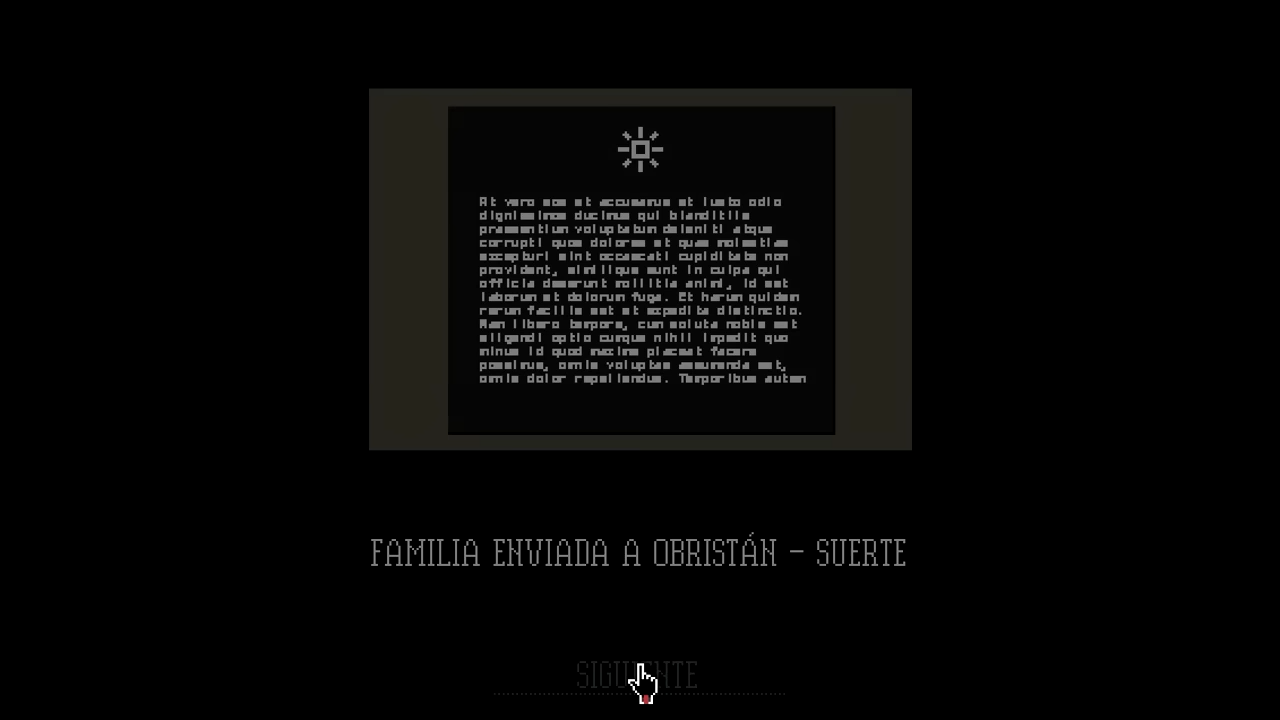 At vero eos et accusamus et iusto odio
dignissimos ducimus qui blanditiis
praesentium voluptatum deleniti atque
corrupti quos dolores et quas molestias
excepturi sint occaecati cupiditate non
provident, similique sunt in culpa qui
officia deserunt mollitia animi, id est
laborum et dolorum fuga. Et harum quidem
rerum facilis est et expedita distinctio.
Nam libero tempore, cum soluta nobis est
eligendi optio cumque nihil impedit quo
minus id quod maxime placeat facere
possimus, omnis voluptas assumenda est,
omnis dolor repellendus. Temporibus autem
FAMILIA ENVIADA A OBRISTÁN - SUERTE
SIGUIENTE